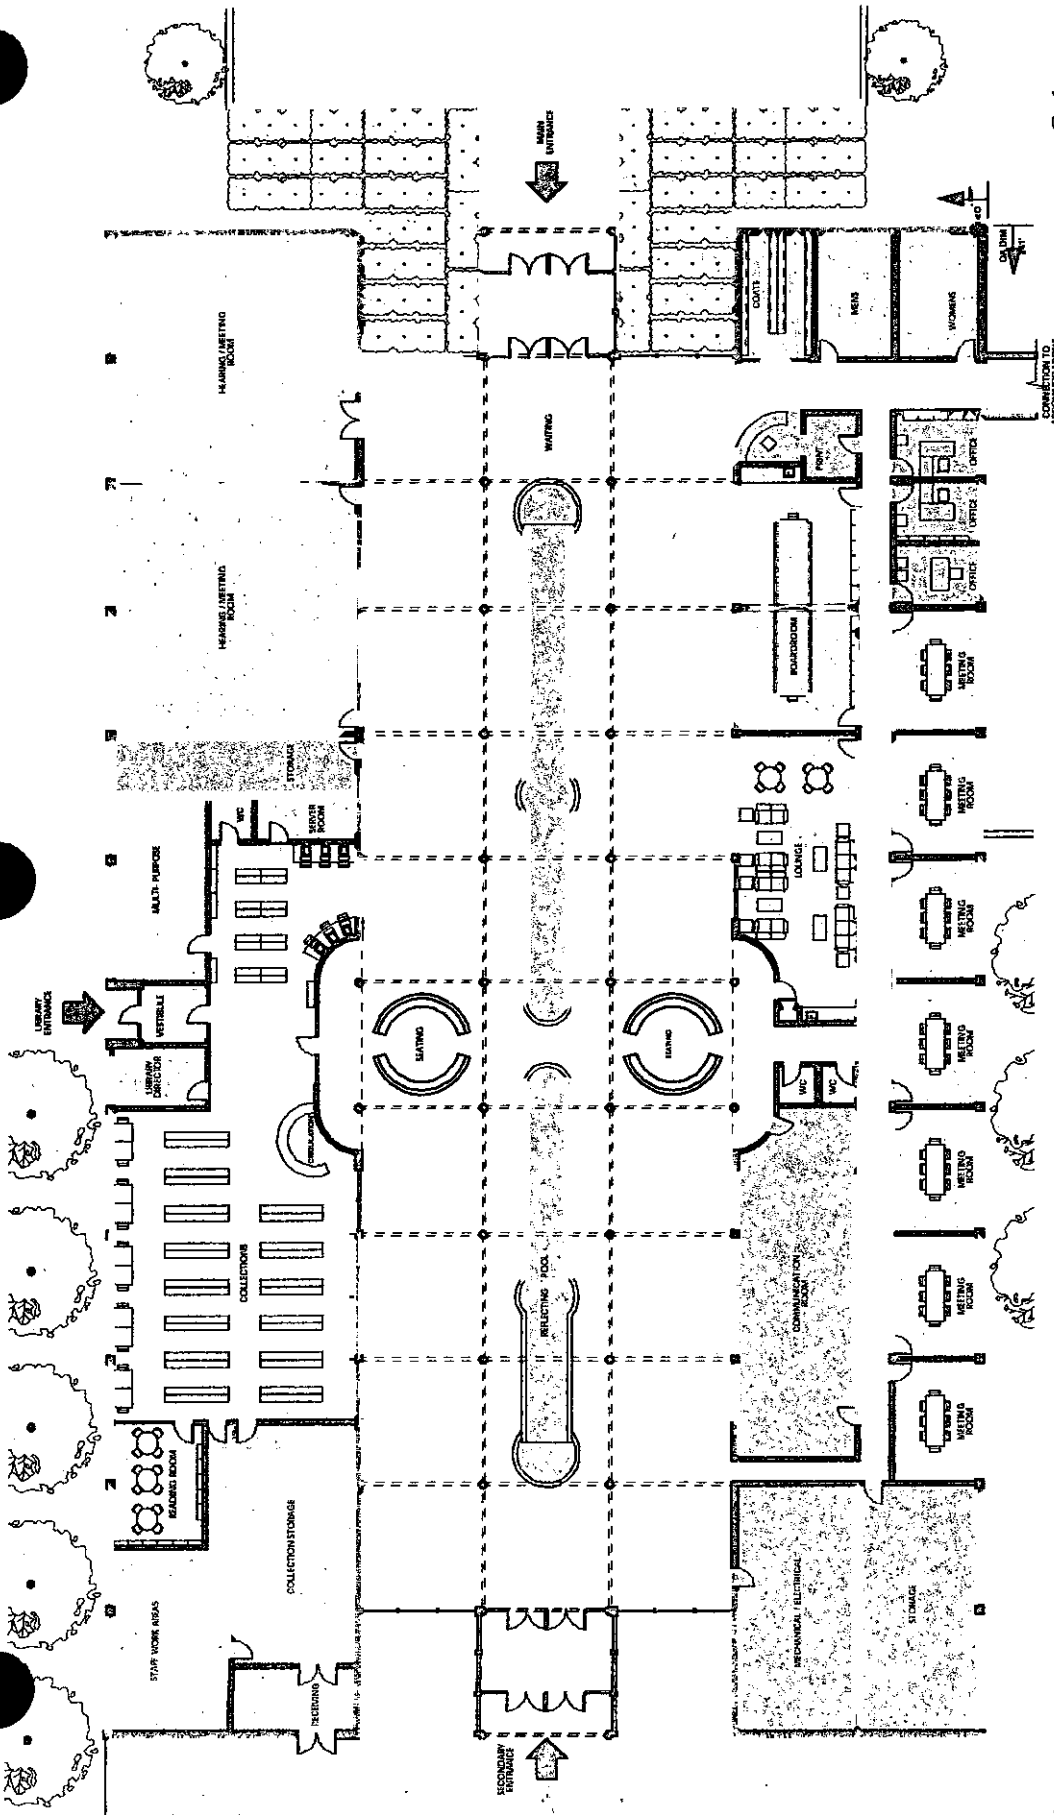 MAIN
ENTRANCE
COATS
MENS
WOMENS
CONNECTION TO
HEARING / MEETING
ROOM
WAITING
OFFICE
OFFICE
OFFICE
HEARING / MEETING
ROOM
BOARDROOM
MEETING
ROOM
STORAGE
MEETING
ROOM
WC
SERVER
ROOM
MULTI-PURPOSE
LOUNGE
MEETING
ROOM
LIBRARY
ENTRANCE
VESTIBULE
SEATING
SEATING
MEETING
ROOM
LIBRARY
DIRECTOR
WC
WC
CIRCULATION
MEETING
ROOM
COLLECTIONS
REFLECTING POOL
COMMUNICATION
ROOM
MEETING
ROOM
MEETING
ROOM
READING ROOM
COLLECTION STORAGE
STAFF WORK AREAS
MECHANICAL / ELECTRICAL
STORAGE
RECEIVING
SECONDARY
ENTRANCE